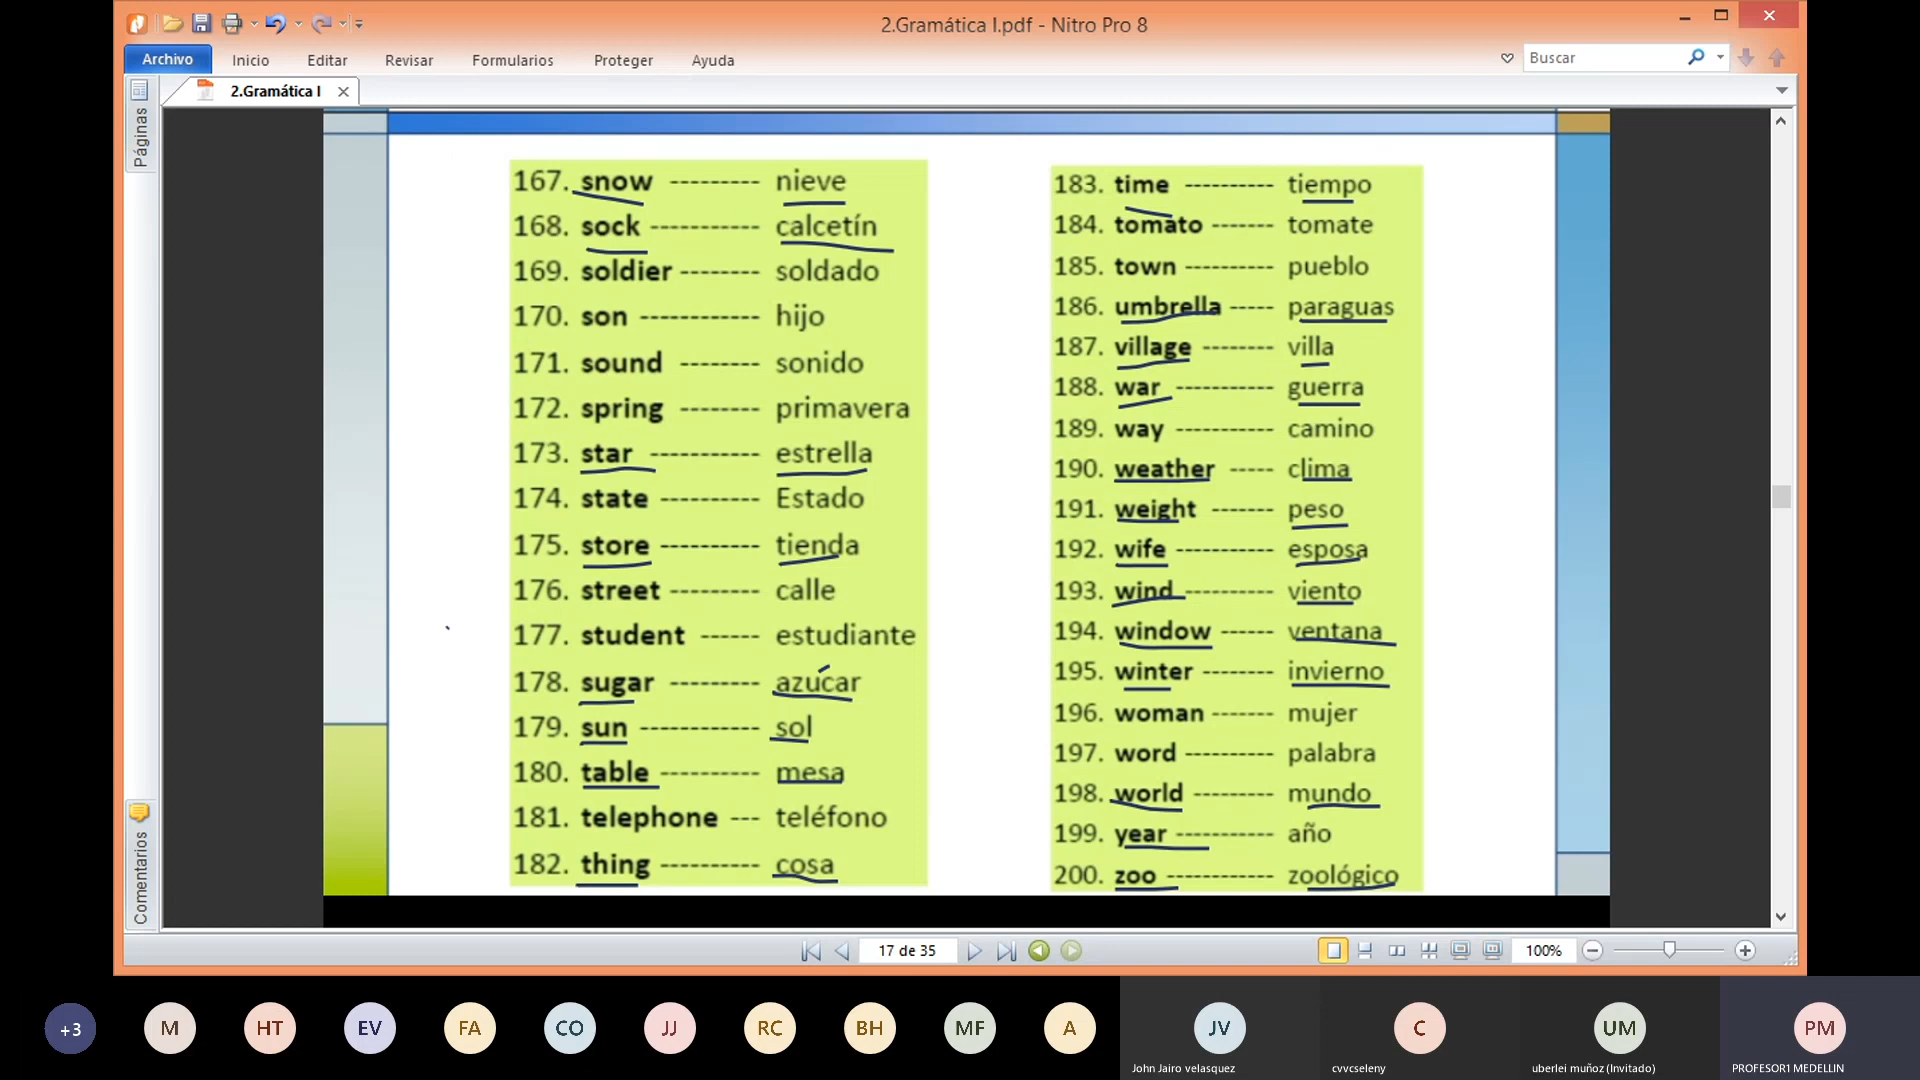 2.Gramática I.pdf - Nitro Pro 8
Archivo Inicio Editar Revisar Formularios Proteger Ayuda Buscar
2.Gramática I
Páginas
167. snow --------- nieve
168. sock ----------- calcetín
169. soldier -------- soldado
170. son ------------ hijo
171. sound -------- sonido
172. spring -------- primavera
173. star ----------- estrella
174. state ---------- Estado
175. store ---------- tienda
176. street --------- calle
177. student ------ estudiante
178. sugar --------- azúcar
179. sun ------------ sol
180. table ---------- mesa
181. telephone --- teléfono
182. thing ---------- cosa
183. time ---------- tiempo
184. tomato ------- tomate
185. town ---------- pueblo
186. umbrella ----- paraguas
187. village -------- villa
188. war ----------- guerra
189. way ----------- camino
190. weather ----- clima
191. weight ------- peso
192. wife ----------- esposa
193. wind ---------- viento
194. window ------ ventana
195. winter -------- invierno
196. woman ------- mujer
197. word ---------- palabra
198. world --------- mundo
199. year ----------- año
200. zoo ------------ zoológico
Comentarios
17 de 35
100%
+3 M HT EV FA CO JJ RC BH MF A JV C UM PM
John Jairo velasquez cvvcseleny uberlei muñoz (Invitado) PROFESOR1 MEDELLIN